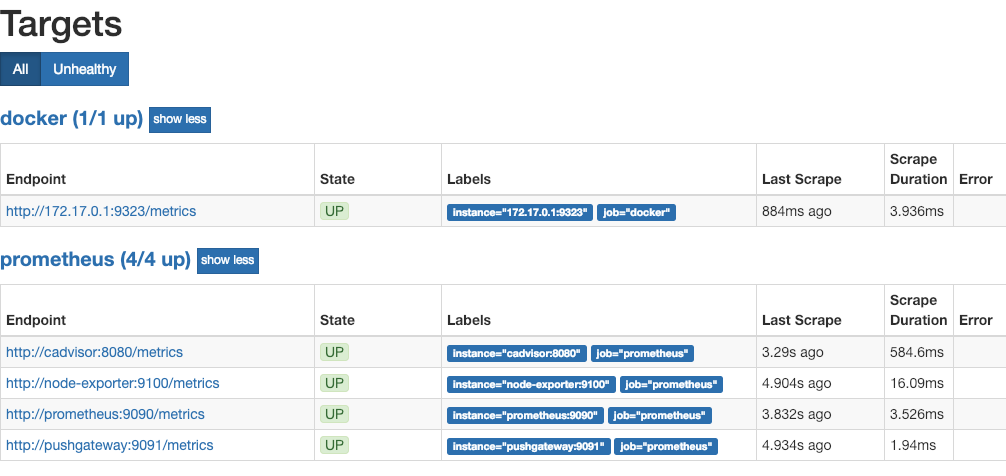 Targets
All Unhealthy
docker (1/1 up) show less
Endpoint State Labels Last Scrape Scrape Duration Error
http://172.17.0.1:9323/metrics UP instance="172.17.0.1:9323" job="docker" 884ms ago 3.936ms
prometheus (4/4 up) show less
Endpoint State Labels Last Scrape Scrape Duration Error
http://cadvisor:8080/metrics UP instance="cadvisor:8080" job="prometheus" 3.29s ago 584.6ms
http://node-exporter:9100/metrics UP instance="node-exporter:9100" job="prometheus" 4.904s ago 16.09ms
http://prometheus:9090/metrics UP instance="prometheus:9090" job="prometheus" 3.832s ago 3.526ms
http://pushgateway:9091/metrics UP instance="pushgateway:9091" job="prometheus" 4.934s ago 1.94ms